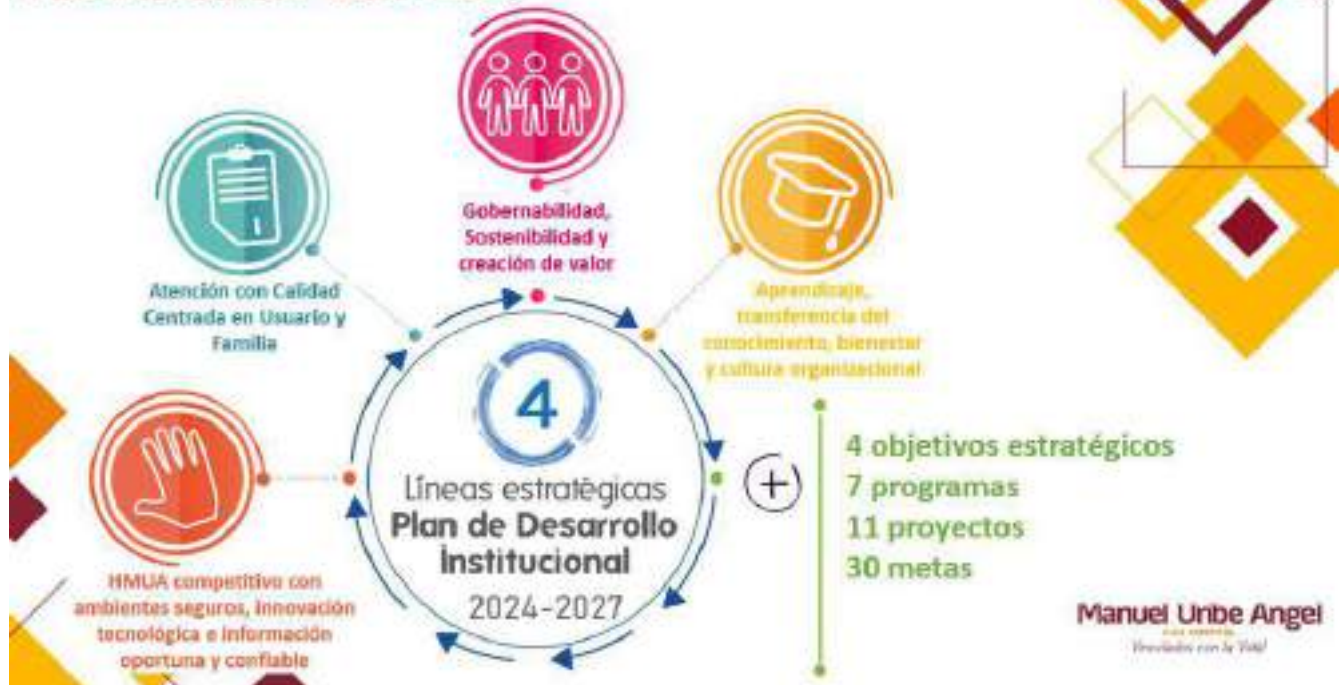 Gobernabilidad,
Sostenibilidad y
creación de valor
Atención con Calidad
Centrada en Usuario y
Familia
Aprendizaje,
transferencia del
conocimiento, bienestar
y cultura organizacional
HMUA competitivo con
ambientes seguros, innovación
tecnológica e información
oportuna y confiable
4
Líneas estratégicas
Plan de Desarrollo
Institucional
2024-2027
+
4 objetivos estratégicos
7 programas
11 proyectos
30 metas
Manuel Uribe Angel